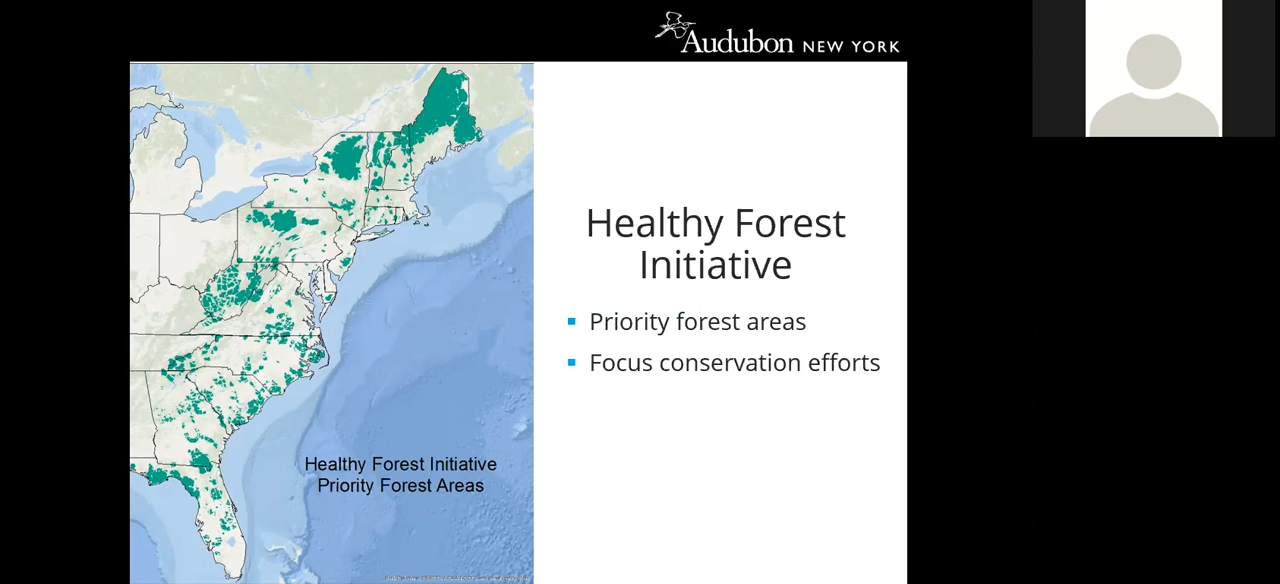 Audubon NEW YORK
Healthy Forest
Initiative
Priority forest areas
Focus conservation efforts
Healthy Forest Initiative
Priority Forest Areas